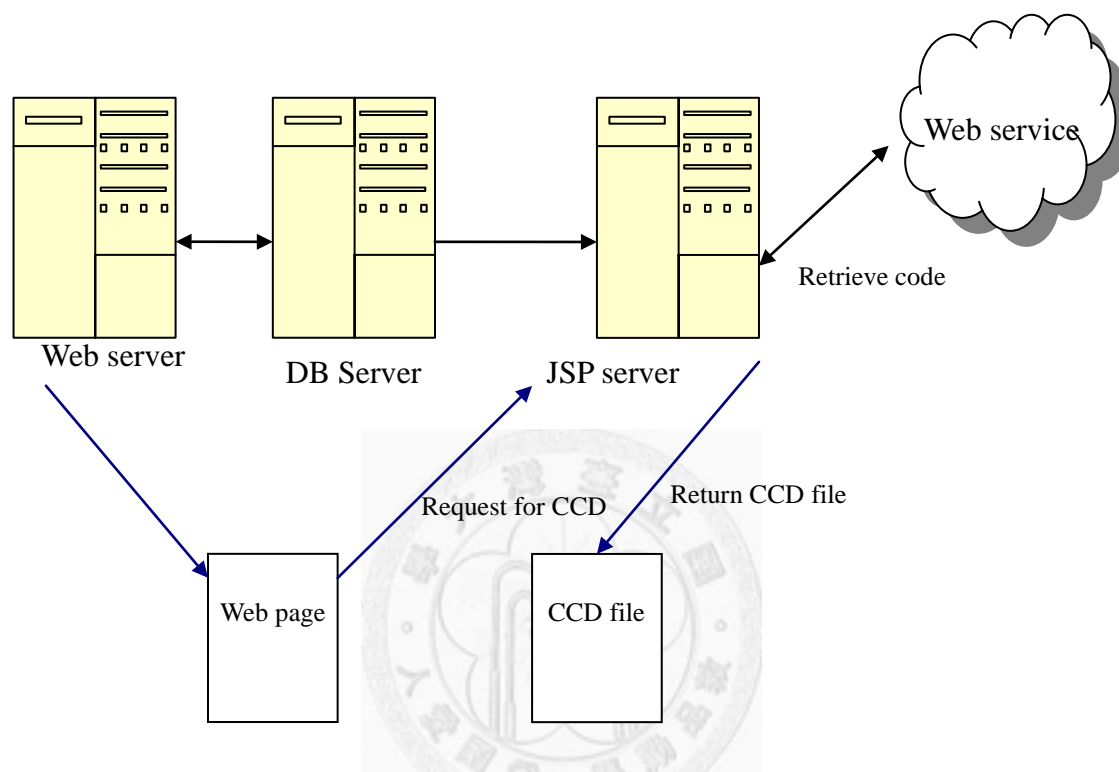 Web service
Retrieve code
Web server
DB Server
JSP server
Request for CCD
Return CCD file
Web page
CCD file